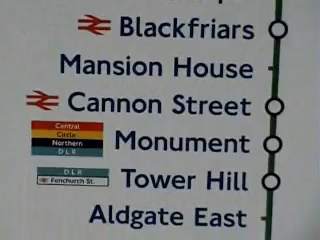 Blackfriars
Mansion House
Cannon Street
Central
Circle
Northern
DLR
Monument
DLR
Fenchurch St.
Tower Hill
Aldgate East